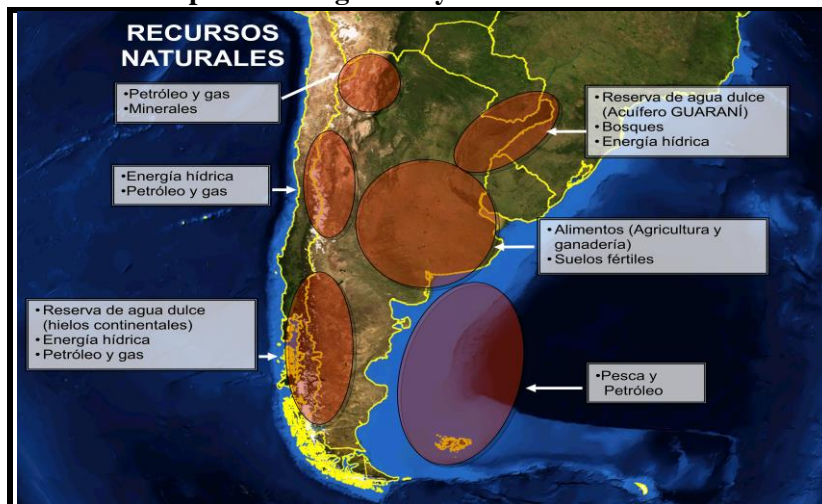 RECURSOS
NATURALES
•Petróleo y gas
•Minerales
•Reserva de agua dulce
(Acuífero GUARANÍ)
•Bosques
•Energía hídrica
•Energía hídrica
•Petróleo y gas
•Alimentos (Agricultura y
ganadería)
•Suelos fértiles
•Reserva de agua dulce
(hielos continentales)
•Energía hídrica
•Petróleo y gas
•Pesca y
Petróleo